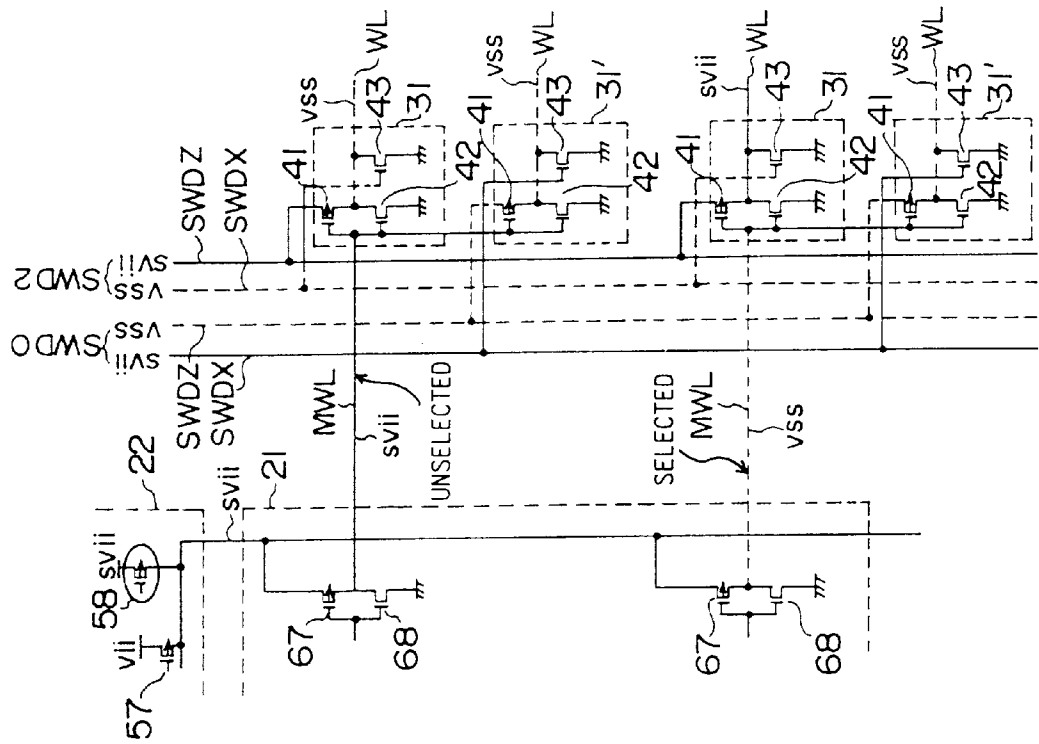 SWD2
svii
vss
SWDZ
SWDX
SWD0
vss
svii
SWDZ
SWDX
41
vss
WL
43
31
42
41
vss
WL
43
31'
42
41
svii
WL
43
31
42
41
vss
WL
43
31'
42
MWL
svii
UNSELECTED
SELECTED
MWL
vss
22
58
svii
vii
57
svii
21
67
68
67
68